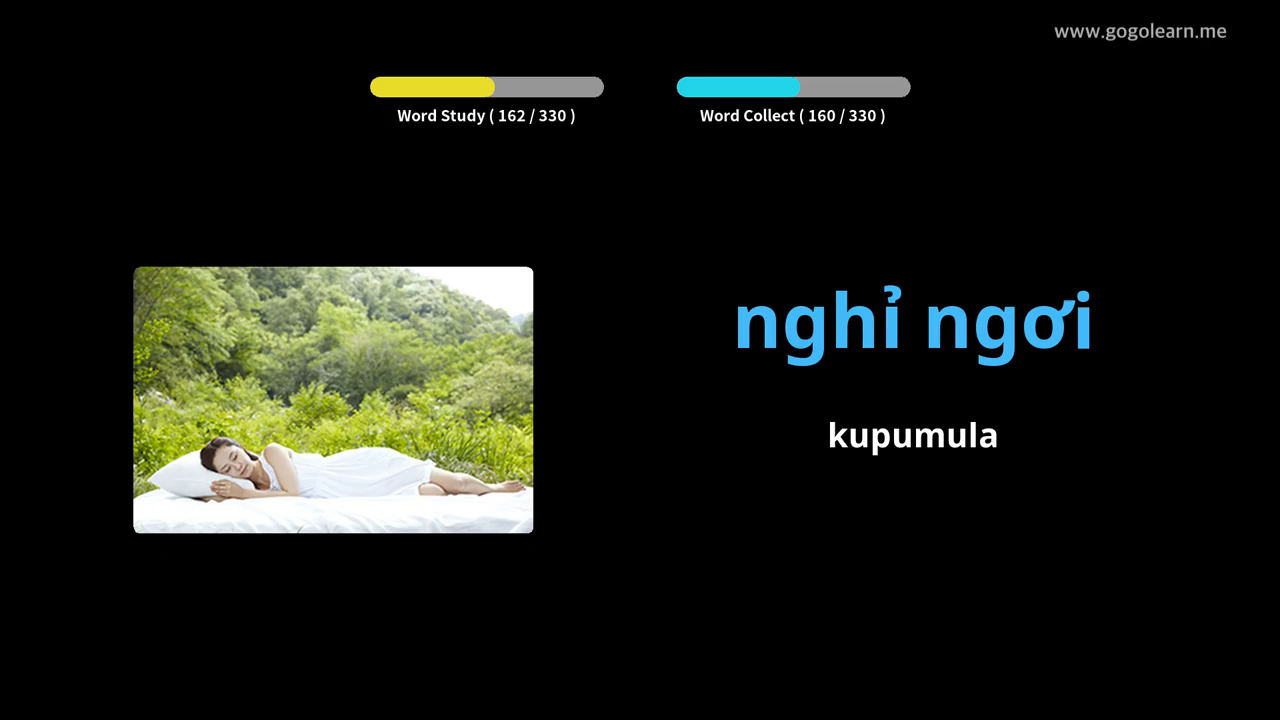 www.gogolearn.me
Word Study ( 162 / 330 )
Word Collect ( 160 / 330 )
nghỉ ngơi
kupumula